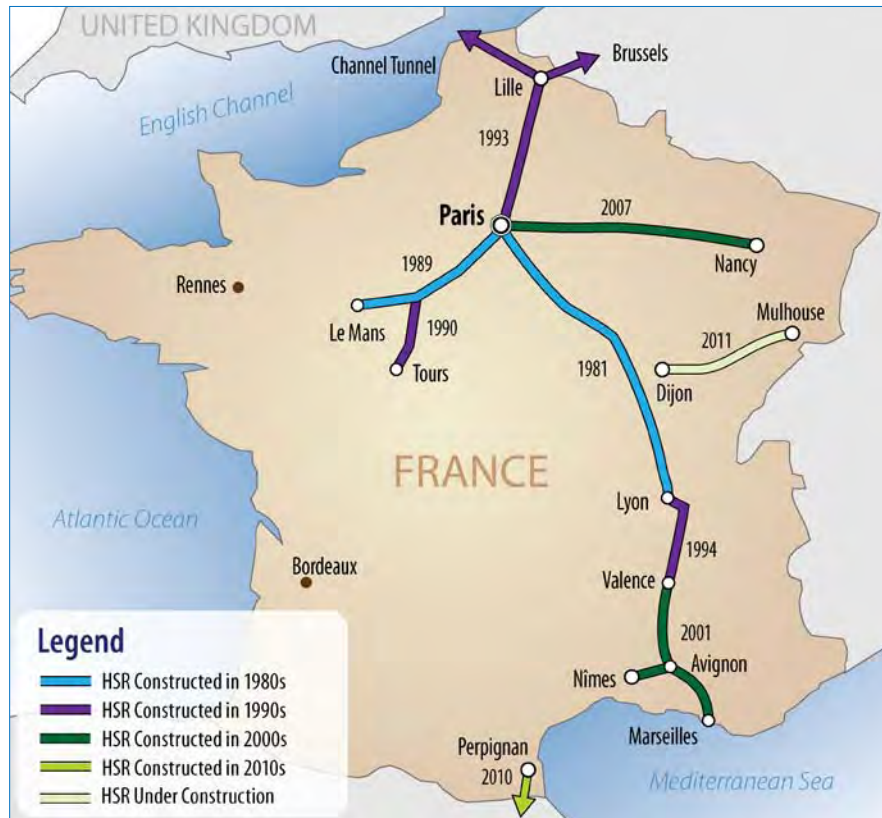 UNITED KINGDOM
Channel Tunnel
Brussels
Lille
English Channel
1993
Paris
2007
Nancy
1989
Rennes
Le Mans
1990
Tours
Mulhouse
2011
Dijon
1981
FRANCE
Lyon
Atlantic Ocean
1994
Bordeaux
Valence
2001
Avignon
Nîmes
Marseilles
Perpignan
2010
Mediterranean Sea
Legend
HSR Constructed in 1980s
HSR Constructed in 1990s
HSR Constructed in 2000s
HSR Constructed in 2010s
HSR Under Construction